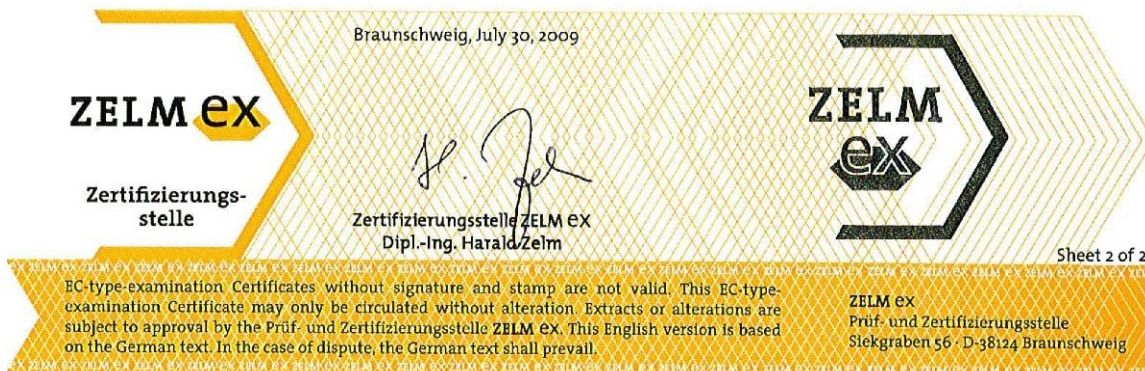 Braunschweig, July 30, 2009
ZELM ex
Zertifizierungs-
stelle
H. Zelm
Zertifizierungsstelle ZELM ex
Dipl.-Ing. Harald Zelm
ZELM
ex
Sheet 2 of 2
EC-type-examination Certificates without signature and stamp are not valid. This EC-type-
examination Certificate may only be circulated without alteration. Extracts or alterations are
subject to approval by the Prüf- und Zertifizierungsstelle ZELM ex. This English version is based
on the German text. In the case of dispute, the German text shall prevail.
ZELM ex
Prüf- und Zertifizierungsstelle
Siekgraben 56 · D-38124 Braunschweig